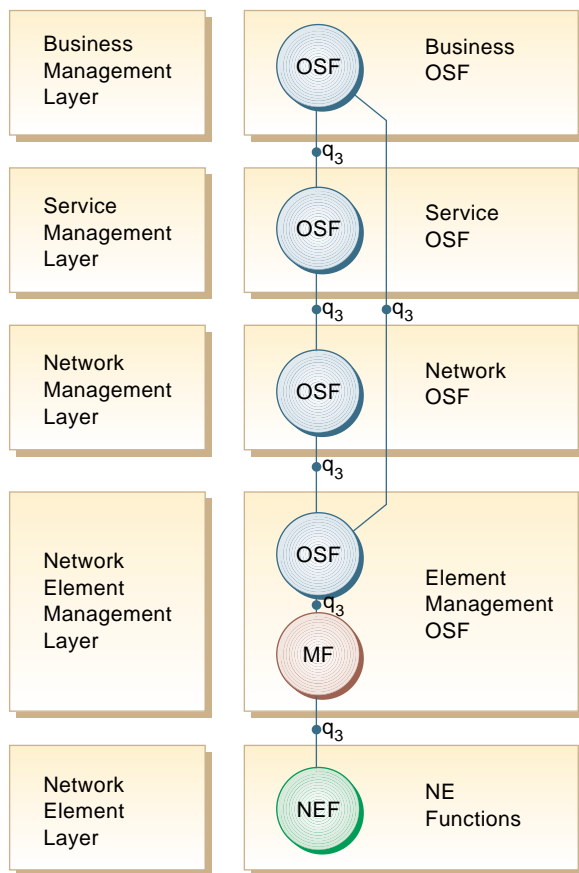 Business
Management
Layer
OSF
Business
OSF
q3
Service
Management
Layer
OSF
Service
OSF
q3
q3
Network
Management
Layer
OSF
Network
OSF
q3
Network
Element
Management
Layer
OSF
q3
MF
Element
Management
OSF
q3
Network
Element
Layer
NEF
NE
Functions